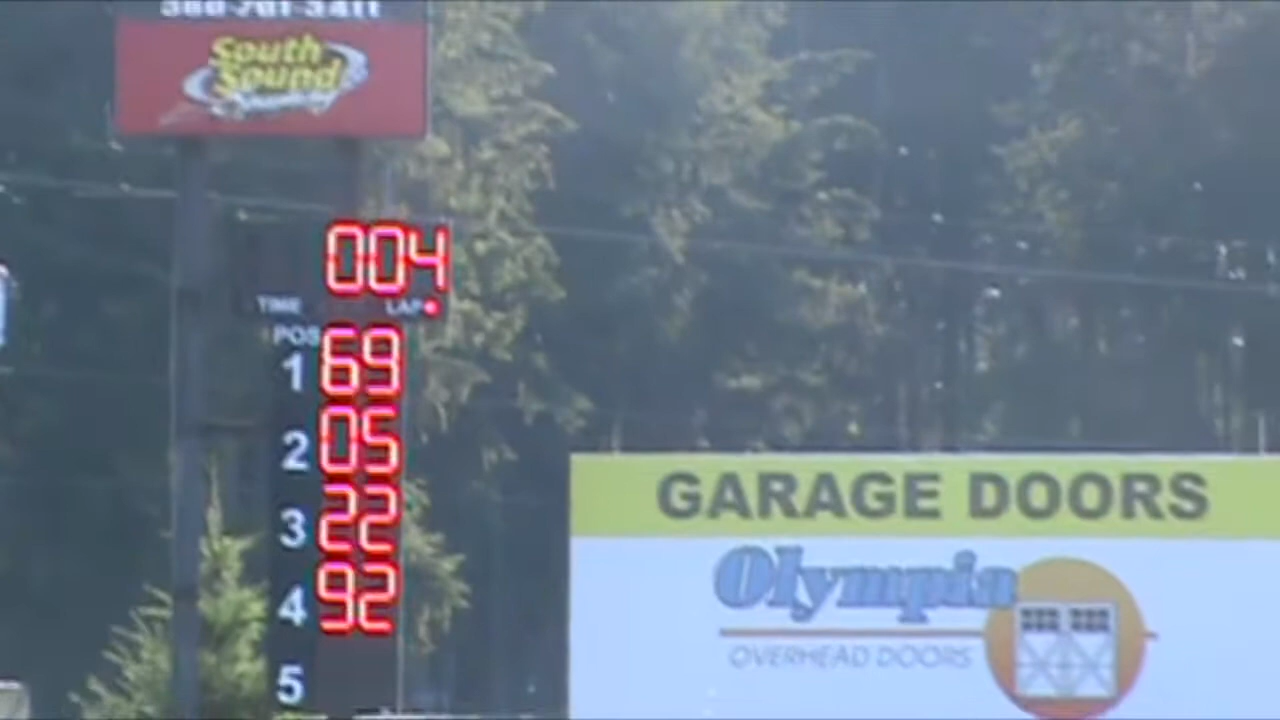 South
Sound
Speedway
004
TIME LAP
POS
1 69
2 05
3 22
4 92
5
GARAGE DOORS
Olympia
OVERHEAD DOORS